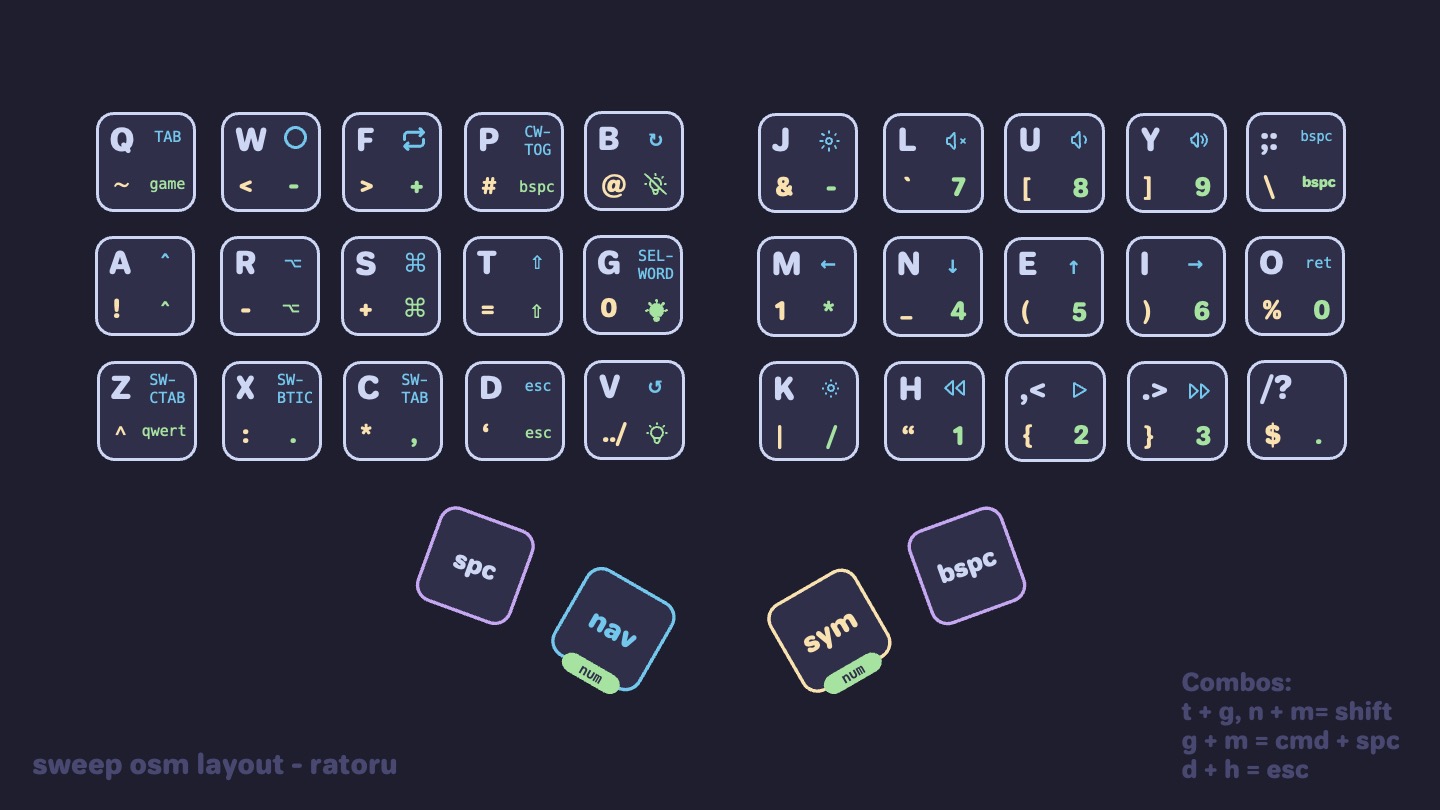 Q TAB
~ game
W
< -
F
> +
P CW-
TOG
# bspc
B ↻
@
J
& -
L
` 7
U
[ 8
Y
] 9
;: bspc
\ bspc
A ^
! ^
R ⌥
- ⌥
S ⌘
+ ⌘
T ⇧
= ⇧
G SEL-
WORD
0
M ←
1 *
N ↓
_ 4
E ↑
( 5
I →
) 6
O ret
% 0
Z SW-
CTAB
^ qwert
X SW-
BTIC
: .
C SW-
TAB
* ,
D esc
‘ esc
V ↺
../
K
| /
H
“ 1
,<
{ 2
.>
} 3
/?
$ .
spc
nav
num
sym
num
bspc
Combos:
t + g, n + m= shift
g + m = cmd + spc
d + h = esc
sweep osm layout - ratoru